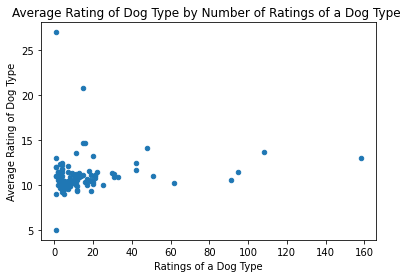 Average Rating of Dog Type by Number of Ratings of a Dog Type
25
20
15
10
5
Average Rating of Dog Type
0 20 40 60 80 100 120 140 160
Ratings of a Dog Type